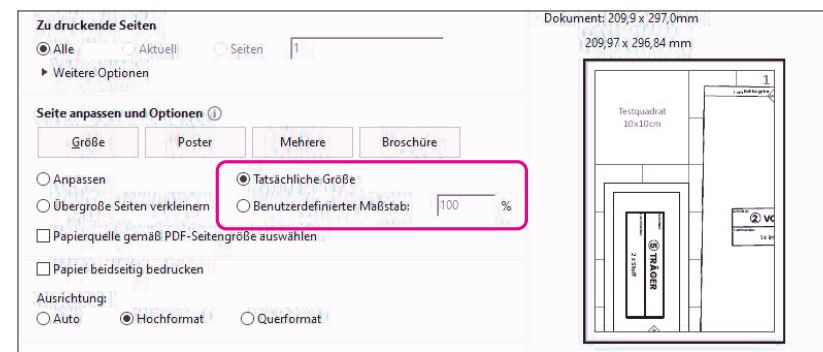 Zu druckende Seiten
Alle Aktuell Seiten 1
Weitere Optionen
Seite anpassen und Optionen
Größe Poster Mehrere Broschüre
Anpassen Tatsächliche Größe
Übergroße Seiten verkleinern Benutzerdefinierter Maßstab: 100 %
Papierquelle gemäß PDF-Seitengröße auswählen
Papier beidseitig bedrucken
Ausrichtung:
Auto Hochformat Querformat
Dokument: 209,9 x 297,0mm
209,97 x 296,84 mm
1
Testquadrat
10x10cm
2 VO
5 TRÄGER
2 x Stoff